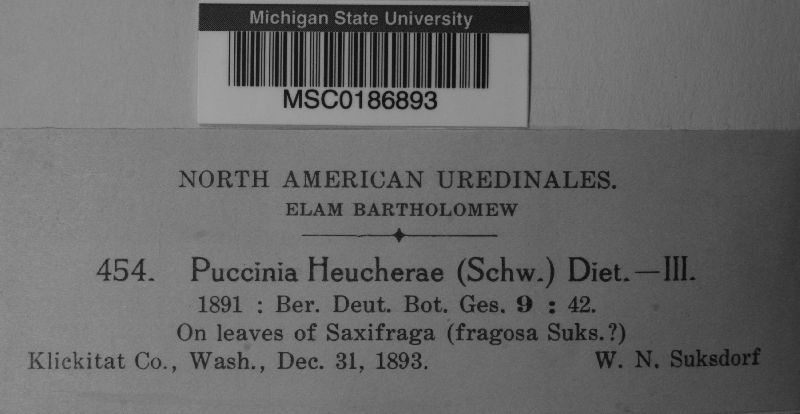 Michigan State University
MSC0186893
NORTH AMERICAN UREDINALES.
ELAM BARTHOLOMEW
454. Puccinia Heucherae (Schw.) Diet.—III.
1891 : Ber. Deut. Bot. Ges. 9 : 42.
On leaves of Saxifraga (fragosa Suks.?)
Klickitat Co., Wash., Dec. 31, 1893. W. N. Suksdorf